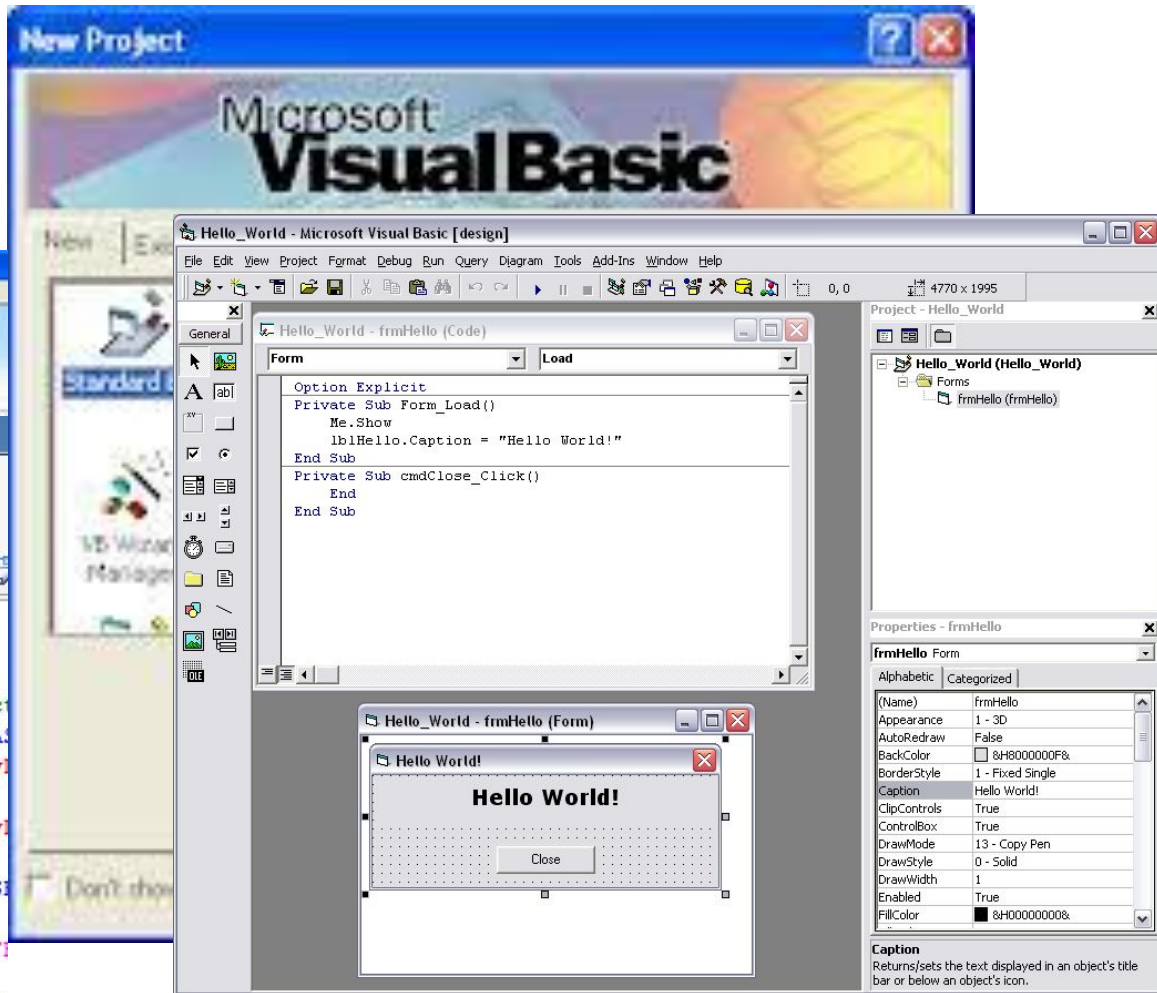 New Project
Microsoft
Visual Basic
New
Standard
VB Wizard
Manager
Don't show
Hello_World - Microsoft Visual Basic [design]
File Edit View Project Format Debug Run Query Diagram Tools Add-Ins Window Help
0, 0 4770 x 1995
General
A ab|
XY
OLE
Hello_World - frmHello (Code)
Form Load
Option Explicit
Private Sub Form_Load()
Me.Show
lblHello.Caption = "Hello World!"
End Sub
Private Sub cmdClose_Click()
End
End Sub
Hello_World - frmHello (Form)
Hello World!
Hello World!
Close
Project - Hello_World
Hello_World (Hello_World)
Forms
frmHello (frmHello)
Properties - frmHello
frmHello Form
Alphabetic Categorized
(Name) frmHello
Appearance 1 - 3D
AutoRedraw False
BackColor &H8000000F&
BorderStyle 1 - Fixed Single
Caption Hello World!
ClipControls True
ControlBox True
DrawMode 13 - Copy Pen
DrawStyle 0 - Solid
DrawWidth 1
Enabled True
FillColor &H00000000&
Caption
Returns/sets the text displayed in an object's title
bar or below an object's icon.